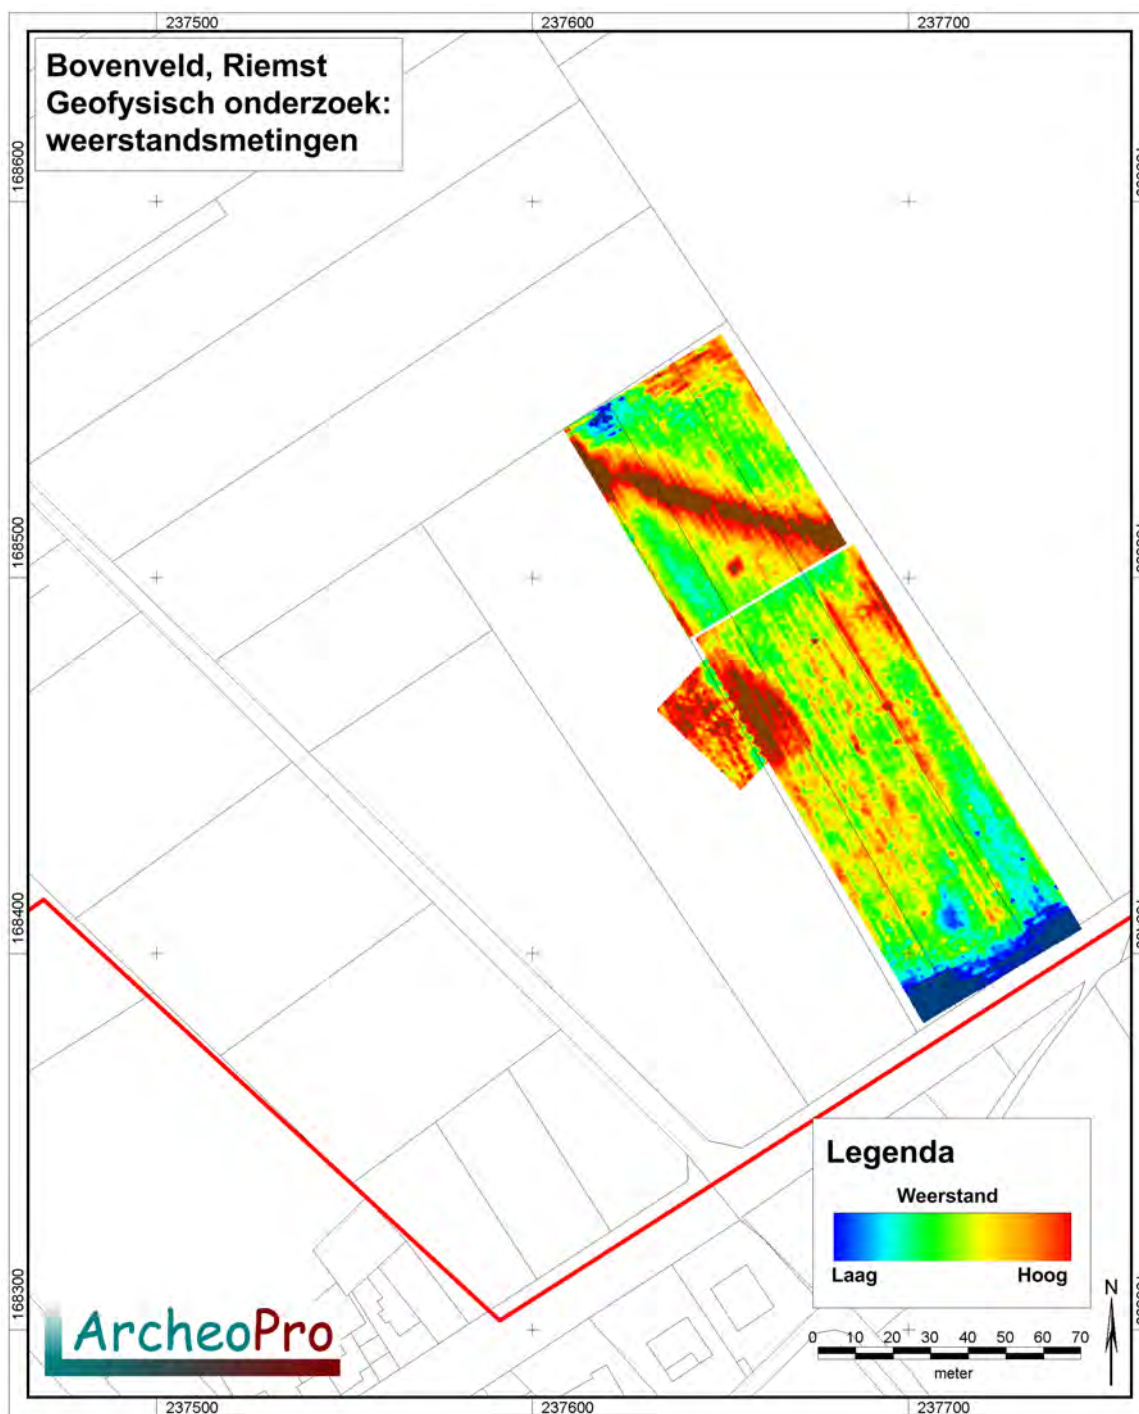 237500 237600 237700
Bovenveld, Riemst
Geofysisch onderzoek:
weerstandsmetingen
168600
168500
168400
168300
Legenda
Weerstand
Laag Hoog
N
0 10 20 30 40 50 60 70
meter
ArcheoPro
237500 237600 237700